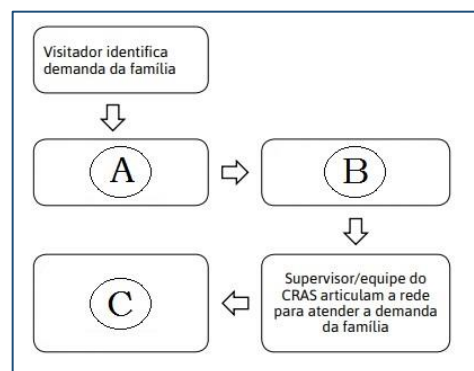 Visitador identifica
demanda da família
A
B
Supervisor/equipe do
CRAS articulam a rede
para atender a demanda
da família
C